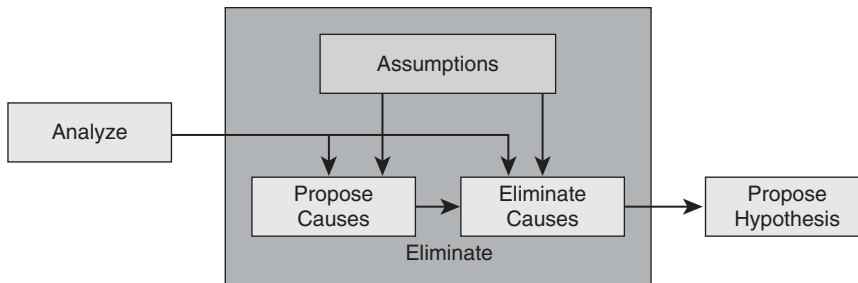 Assumptions
Analyze
Propose
Causes
Eliminate
Causes
Propose
Hypothesis
Eliminate